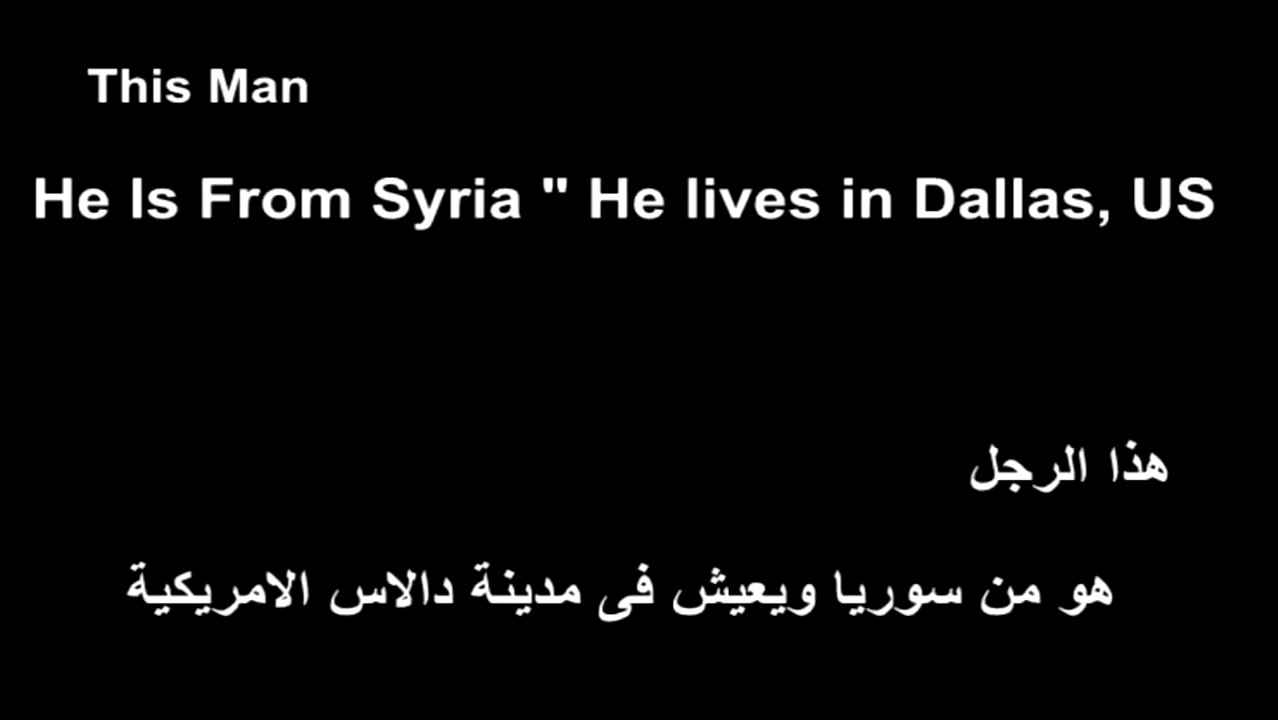 This Man
He Is From Syria " He lives in Dallas, US
هذا الرجل
هو من سوريا ويعيش فى مدينة دالاس الامريكية